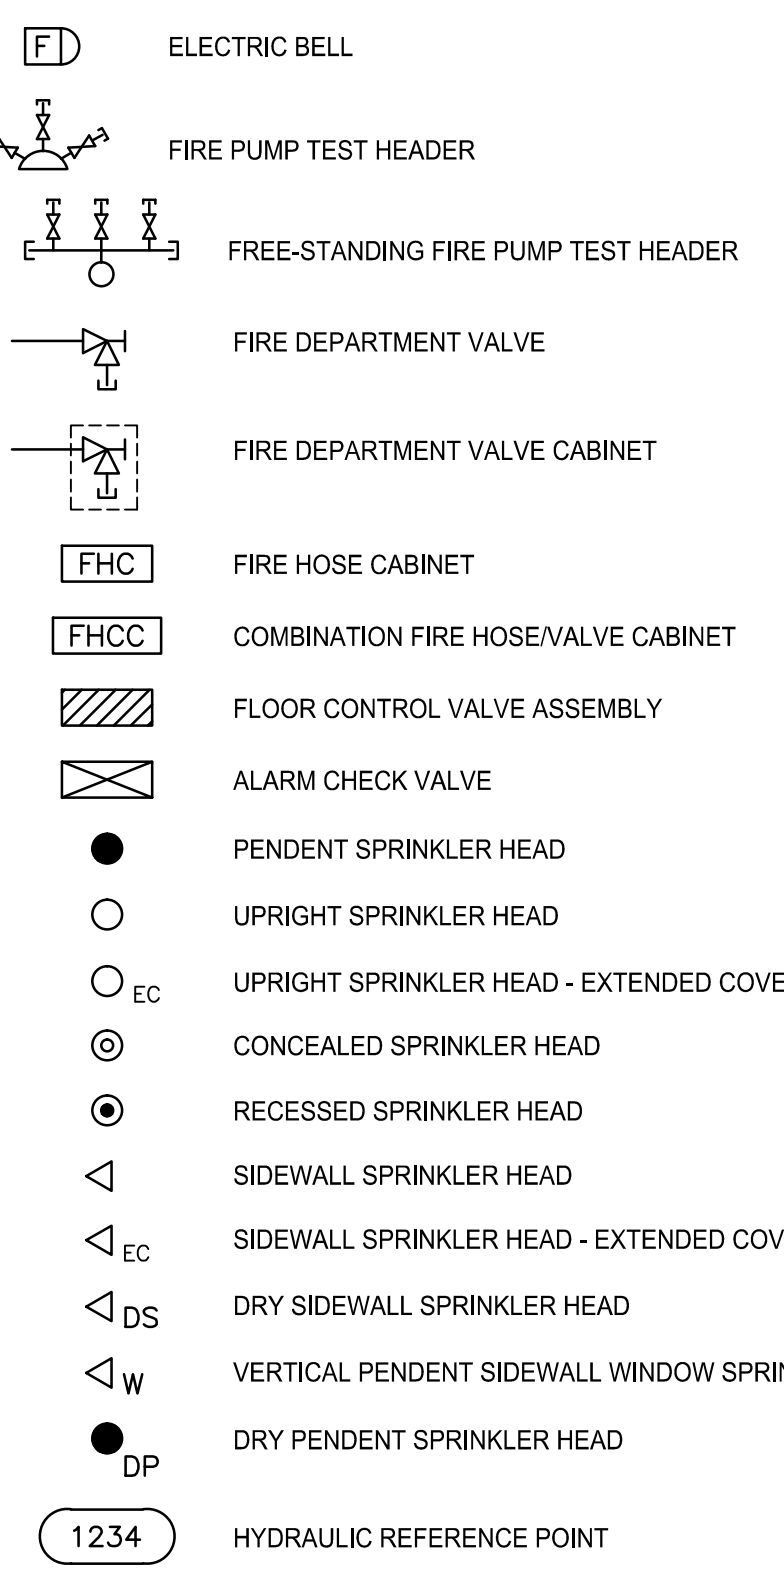 F ELECTRIC BELL
FIRE PUMP TEST HEADER
FREE-STANDING FIRE PUMP TEST HEADER
FIRE DEPARTMENT VALVE
FIRE DEPARTMENT VALVE CABINET
FHC FIRE HOSE CABINET
FHCC COMBINATION FIRE HOSE/VALVE CABINET
FLOOR CONTROL VALVE ASSEMBLY
ALARM CHECK VALVE
PENDENT SPRINKLER HEAD
UPRIGHT SPRINKLER HEAD
EC UPRIGHT SPRINKLER HEAD - EXTENDED
CONCEALED SPRINKLER HEAD
RECESSED SPRINKLER HEAD
SIDEWALL SPRINKLER HEAD
EC SIDEWALL SPRINKLER HEAD - EXTENDED
DS DRY SIDEWALL SPRINKLER HEAD
W VERTICAL PENDENT SIDEWALL WINDOW
DP DRY PENDENT SPRINKLER HEAD
1234 HYDRAULIC REFERENCE POINT